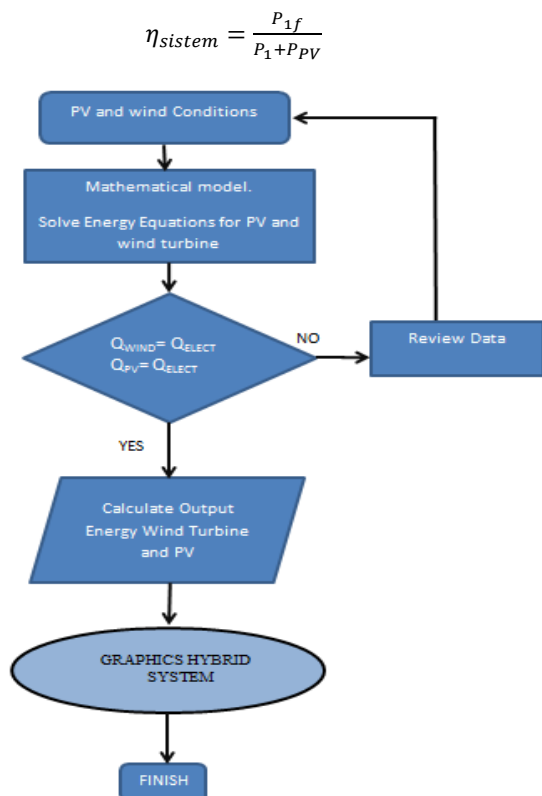 η_sistem = P_1f / P_1+P_PV
PV and wind Conditions
Mathematical model.
Solve Energy Equations for PV and
wind turbine
Q_WIND= Q_ELECT
Q_PV= Q_ELECT
NO
Review Data
YES
Calculate Output
Energy Wind Turbine
and PV
GRAPHICS HYBRID
SYSTEM
FINISH